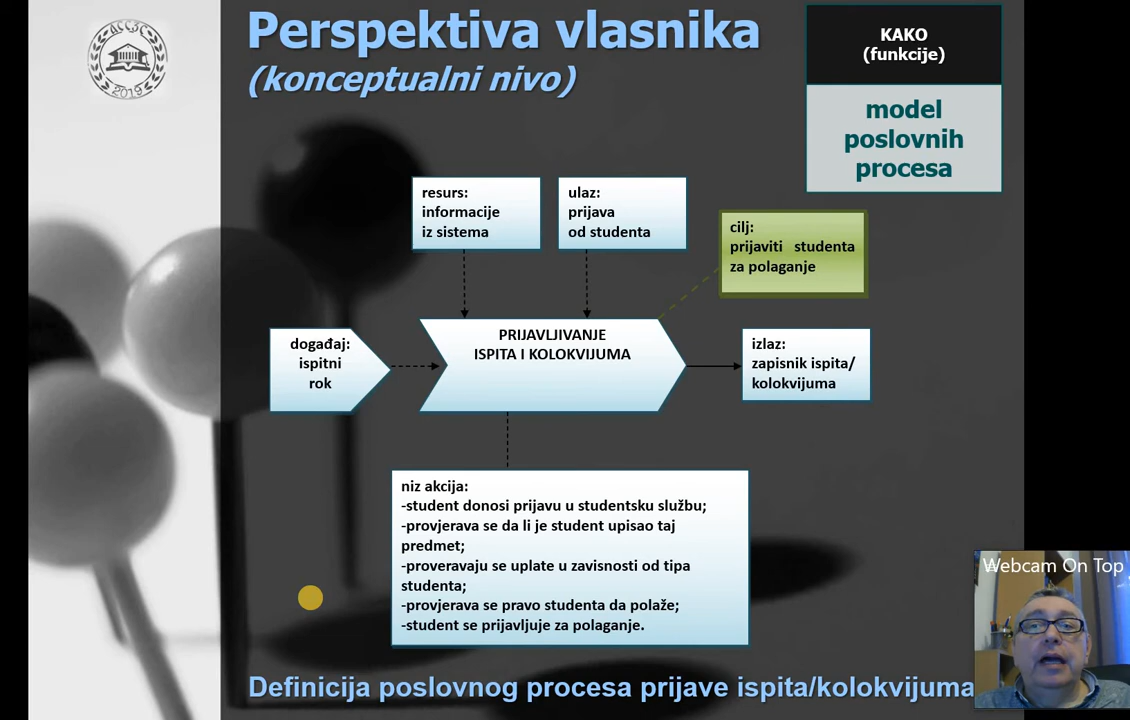 Perspektiva vlasnika
(konceptualni nivo)
KAKO
(funkcije)
model
poslovnih
procesa
resurs:
informacije
iz sistema
ulaz:
prijava
od studenta
cilj:
prijaviti studenta
za polaganje
događaj:
ispitni
rok
PRIJAVLJIVANJE
ISPITA I KOLOKVIJUMA
izlaz:
zapisnik ispita/
kolokvijuma
niz akcija:
-student donosi prijavu u studentsku službu;
-provjerava se da li je student upisao taj
predmet;
-proveravaju se uplate u zavisnosti od tipa
studenta;
-provjerava se pravo studenta da polaže;
-student se prijavljuje za polaganje.
Definicija poslovnog procesa prijave ispita/kolokvijuma
Webcam On Top
2019